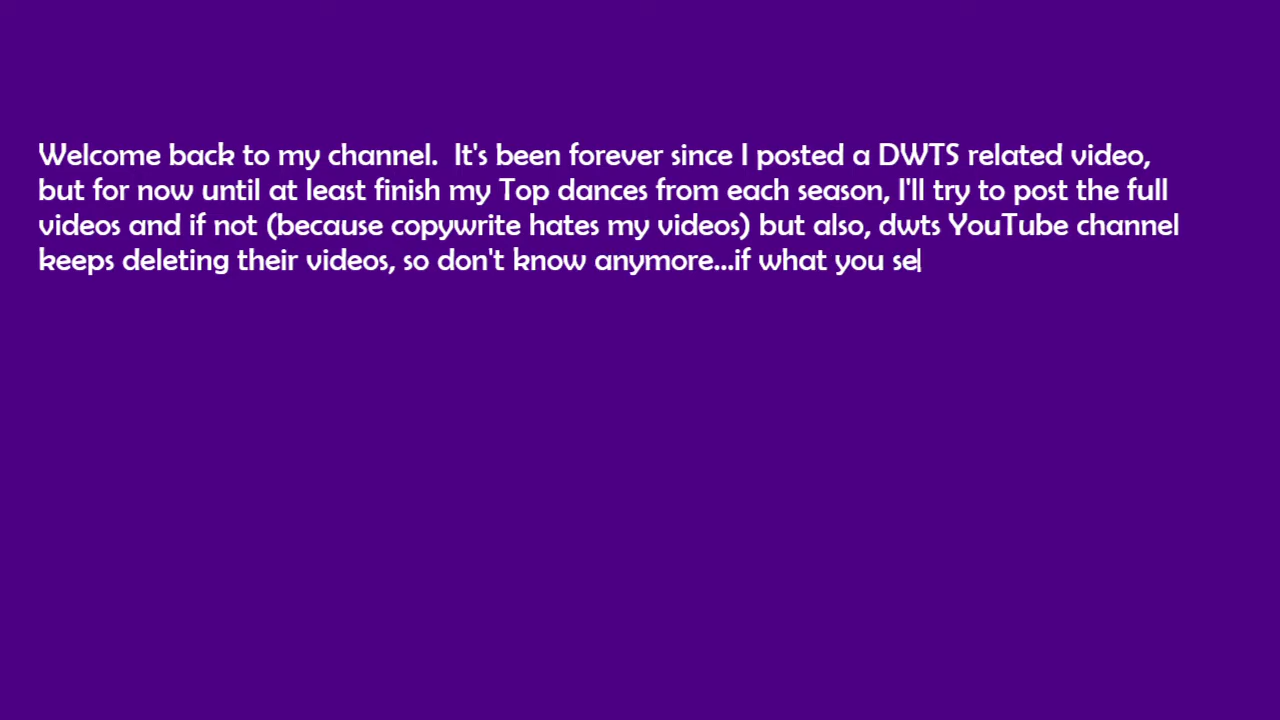 Welcome back to my channel.  It's been forever since I posted a DWTS related video,
but for now until at least finish my Top dances from each season, I'll try to post the full
videos and if not (because copywrite hates my videos) but also, dwts YouTube channel
keeps deleting their videos, so don't know anymore...if what you se